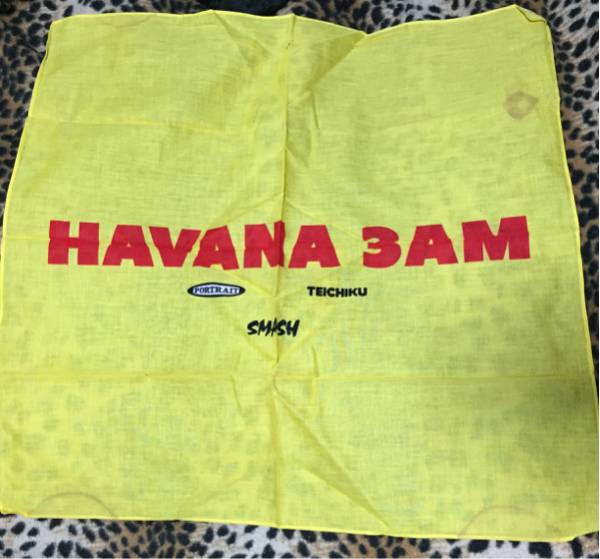 HAVANA 3AM
PORTRAIT TEICHIKU
SMASH